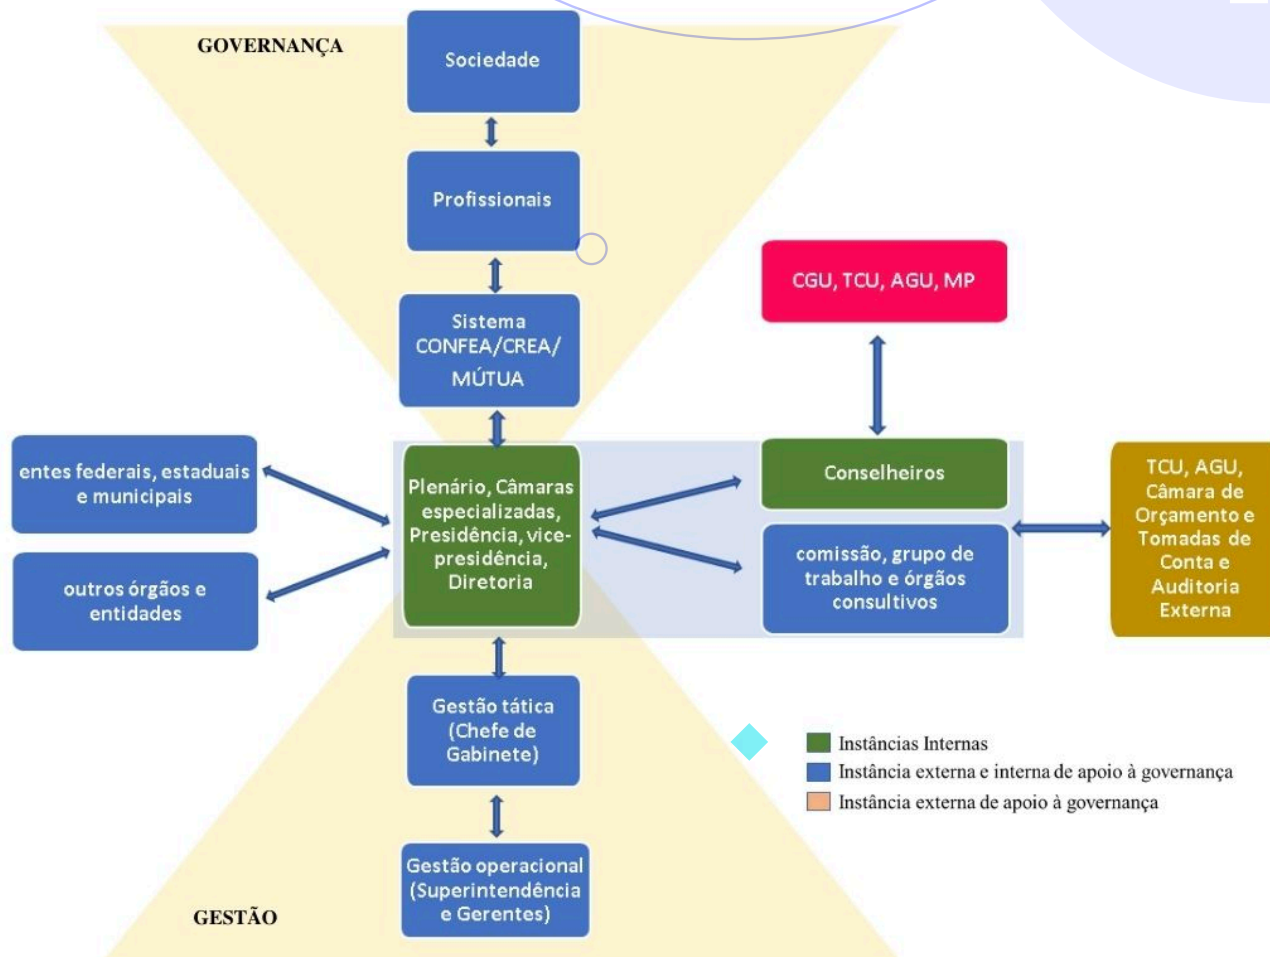 GOVERNANÇA
Sociedade
Profissionais
Sistema
CONFEA/CREA/
MÚTUA
CGU, TCU, AGU, MP
entes federais, estaduais
e municipais
outros órgãos e
entidades
Plenário, Câmaras
especializadas,
Presidência, vice-
presidência,
Diretoria
Conselheiros
comissão, grupo de
trabalho e órgãos
consultivos
TCU, AGU,
Câmara de
Orçamento e
Tomadas de
Conta e
Auditoria
Externa
Gestão tática
(Chefe de
Gabinete)
Gestão operacional
(Superintendência
e Gerentes)
GESTÃO
Instâncias Internas
Instância externa e interna de apoio à governança
Instância externa de apoio à governança